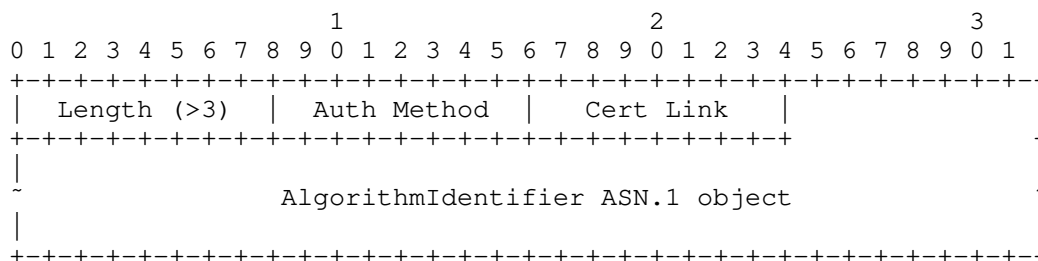 1                   2                   3
0 1 2 3 4 5 6 7 8 9 0 1 2 3 4 5 6 7 8 9 0 1 2 3 4 5 6 7 8 9 0 1
+-+-+-+-+-+-+-+-+-+-+-+-+-+-+-+-+-+-+-+-+-+-+-+-+-+-+-+-+-+-+-+-
|  Length (>3)  |  Auth Method  |   Cert Link   |
+-+-+-+-+-+-+-+-+-+-+-+-+-+-+-+-+-+-+-+-+-+-+-+-+               +
|
~                AlgorithmIdentifier ASN.1 object               ~
|
+-+-+-+-+-+-+-+-+-+-+-+-+-+-+-+-+-+-+-+-+-+-+-+-+-+-+-+-+-+-+-+-